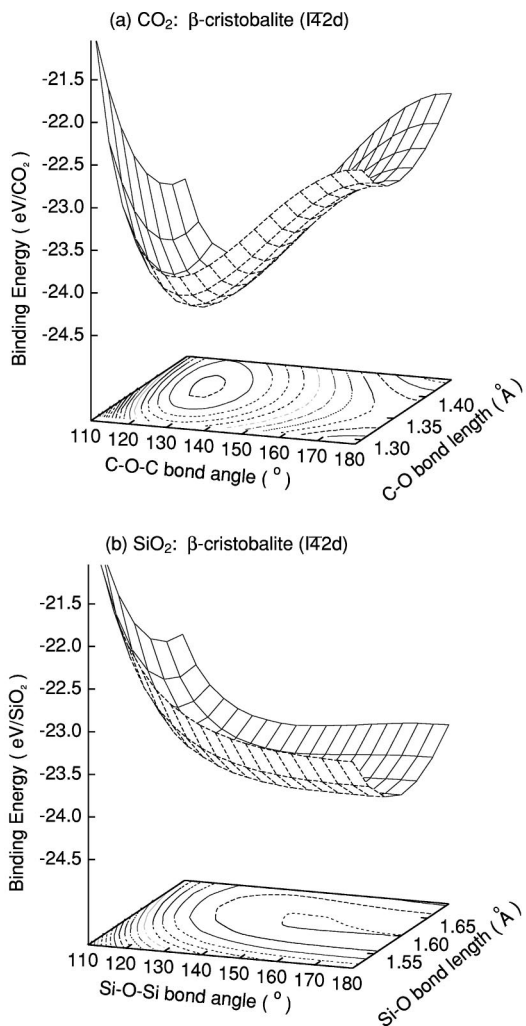 (a) CO₂: β-cristobalite (I4̅2d)
-21.5
-22.0
-22.5
-23.0
-23.5
-24.0
-24.5
Binding Energy ( eV/CO₂ )
110 120 130 140 150 160 170 180
C-O-C bond angle ( ° )
1.30 1.35 1.40
C-O bond length ( Å )
(b) SiO₂: β-cristobalite (I4̅2d)
-21.5
-22.0
-22.5
-23.0
-23.5
-24.0
-24.5
Binding Energy ( eV/SiO₂ )
110 120 130 140 150 160 170 180
Si-O-Si bond angle ( ° )
1.55 1.60 1.65
Si-O bond length ( Å )